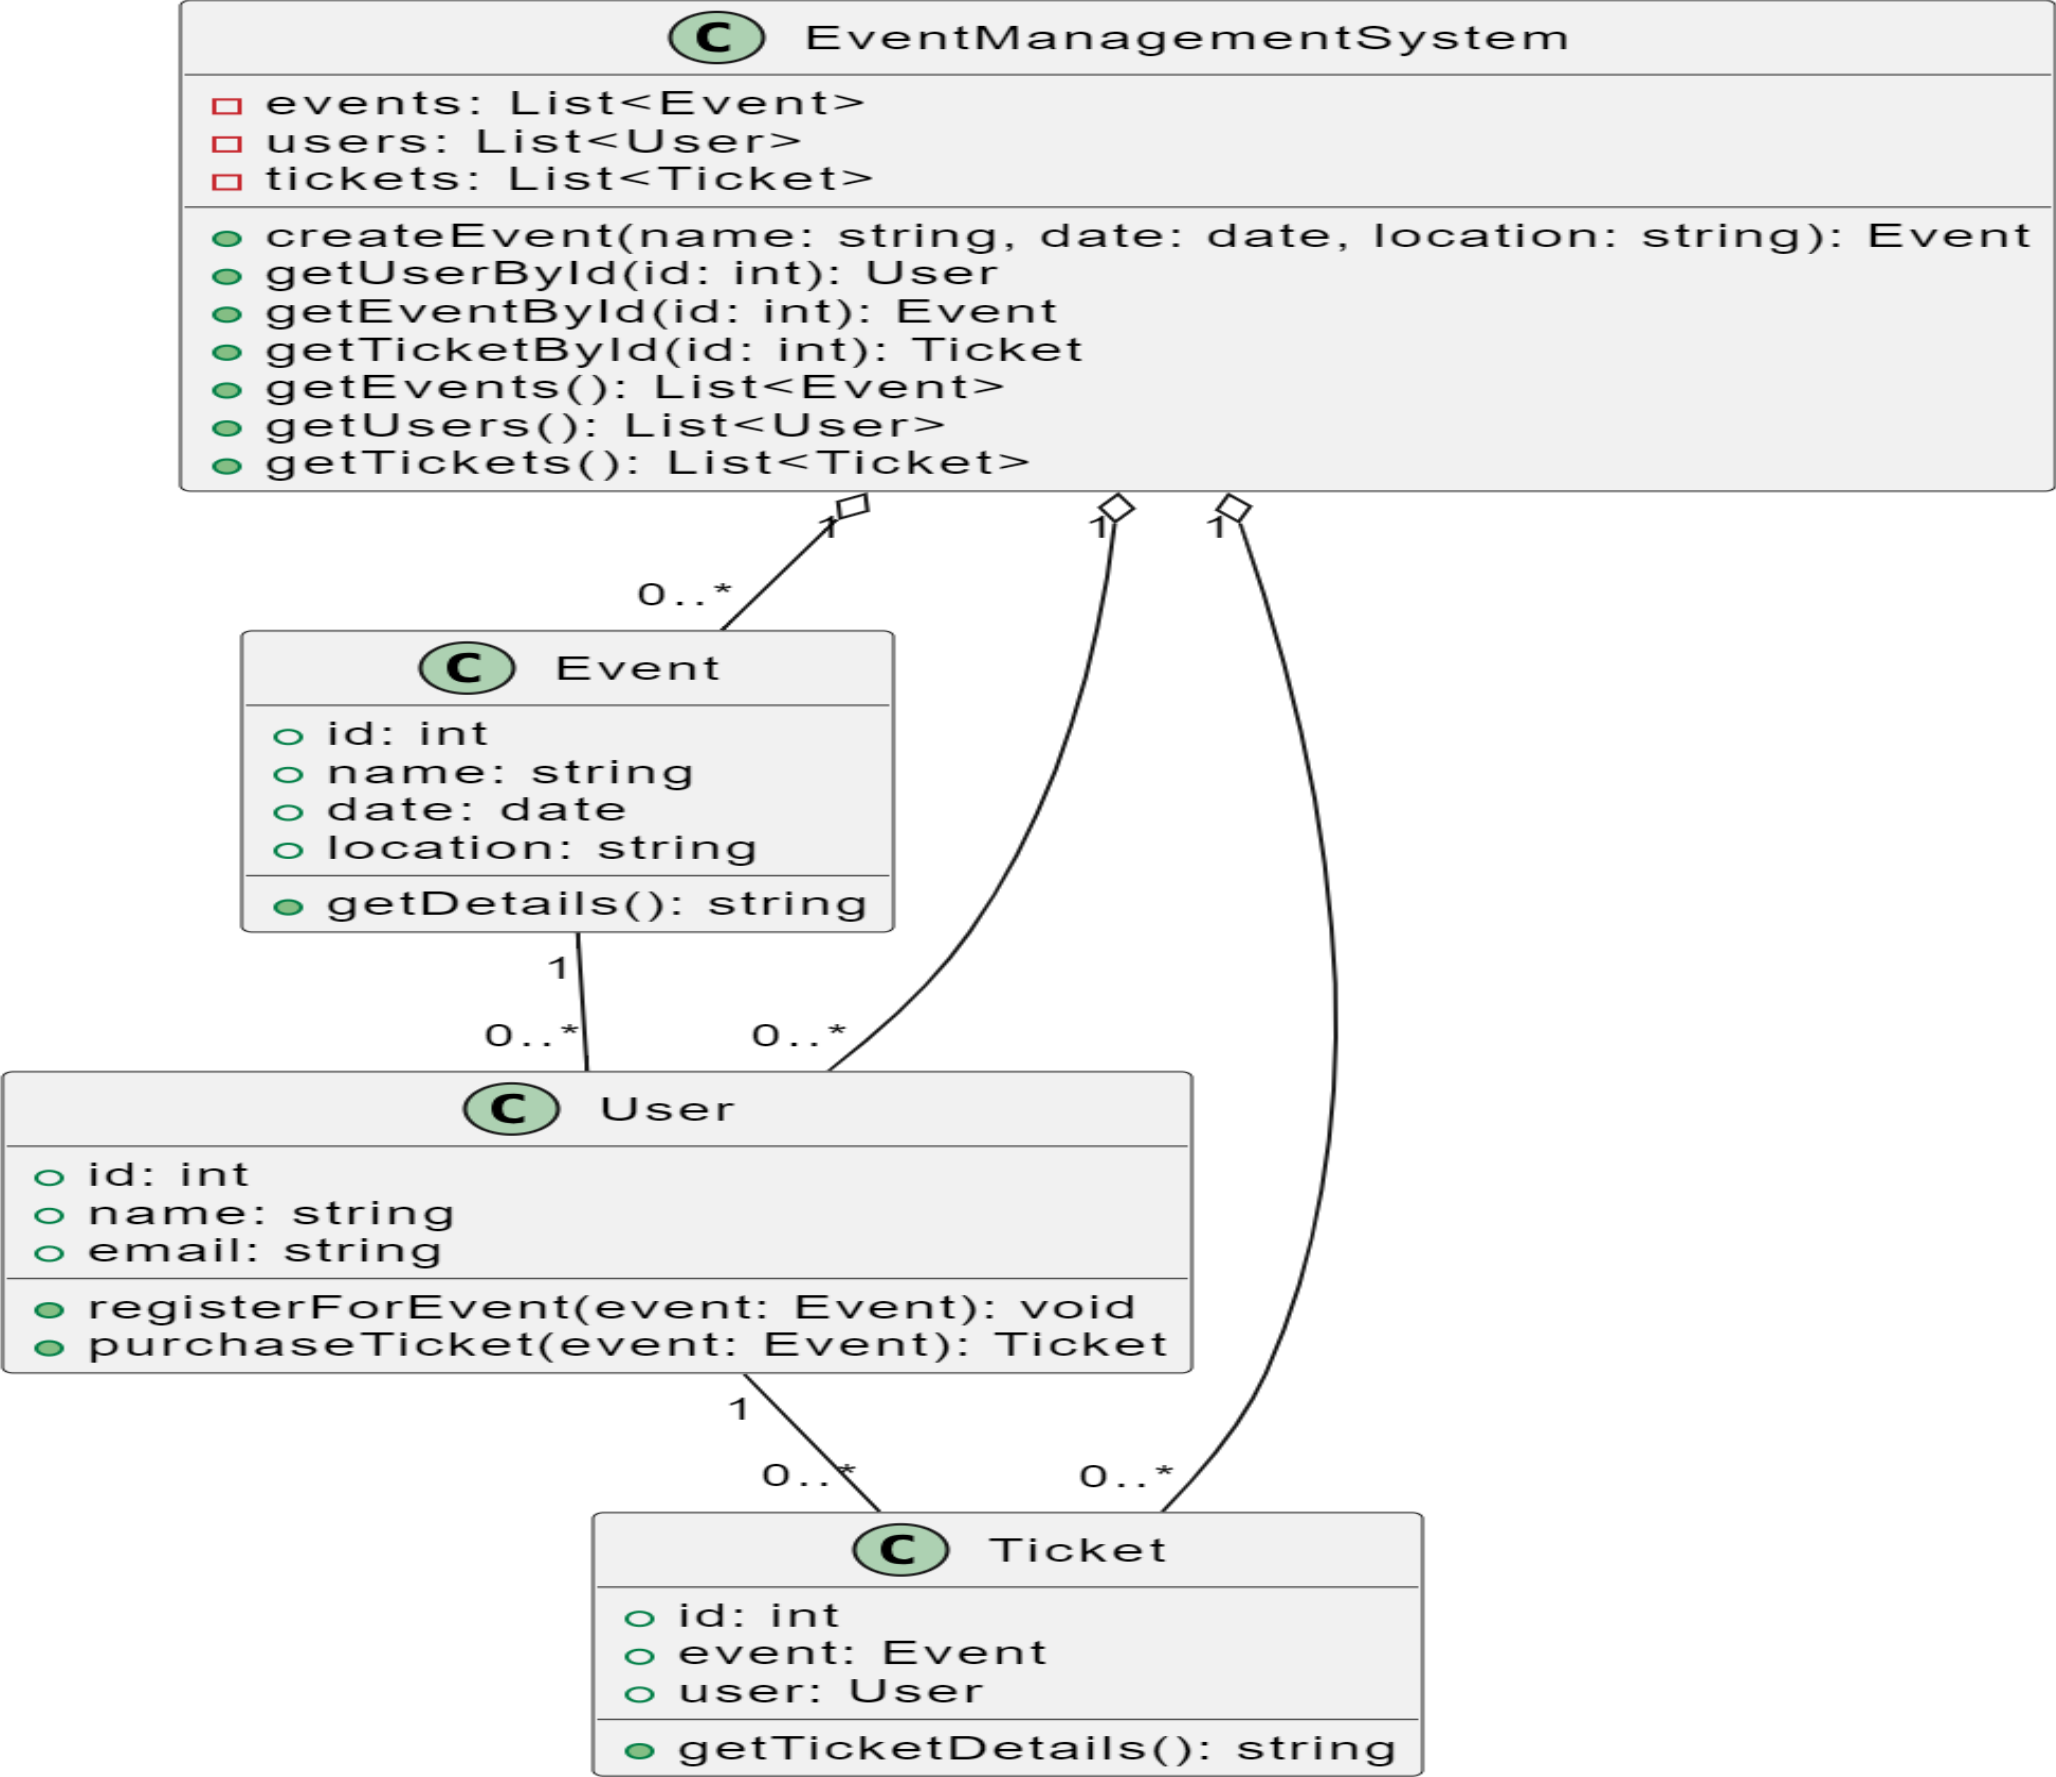 C EventManagementSystem
events: List<Event>
users: List<User>
tickets: List<Ticket>
createEvent(name: string, date: date, location: string): Event
getUserById(id: int): User
getEventById(id: int): Event
getTicketById(id: int): Ticket
getEvents(): List<Event>
getUsers(): List<User>
getTickets(): List<Ticket>
1 1 1
0..*
C Event
id: int
name: string
date: date
location: string
getDetails(): string
1
0..* 0..*
C User
id: int
name: string
email: string
registerForEvent(event: Event): void
purchaseTicket(event: Event): Ticket
1
0..* 0..*
C Ticket
id: int
event: Event
user: User
getTicketDetails(): string